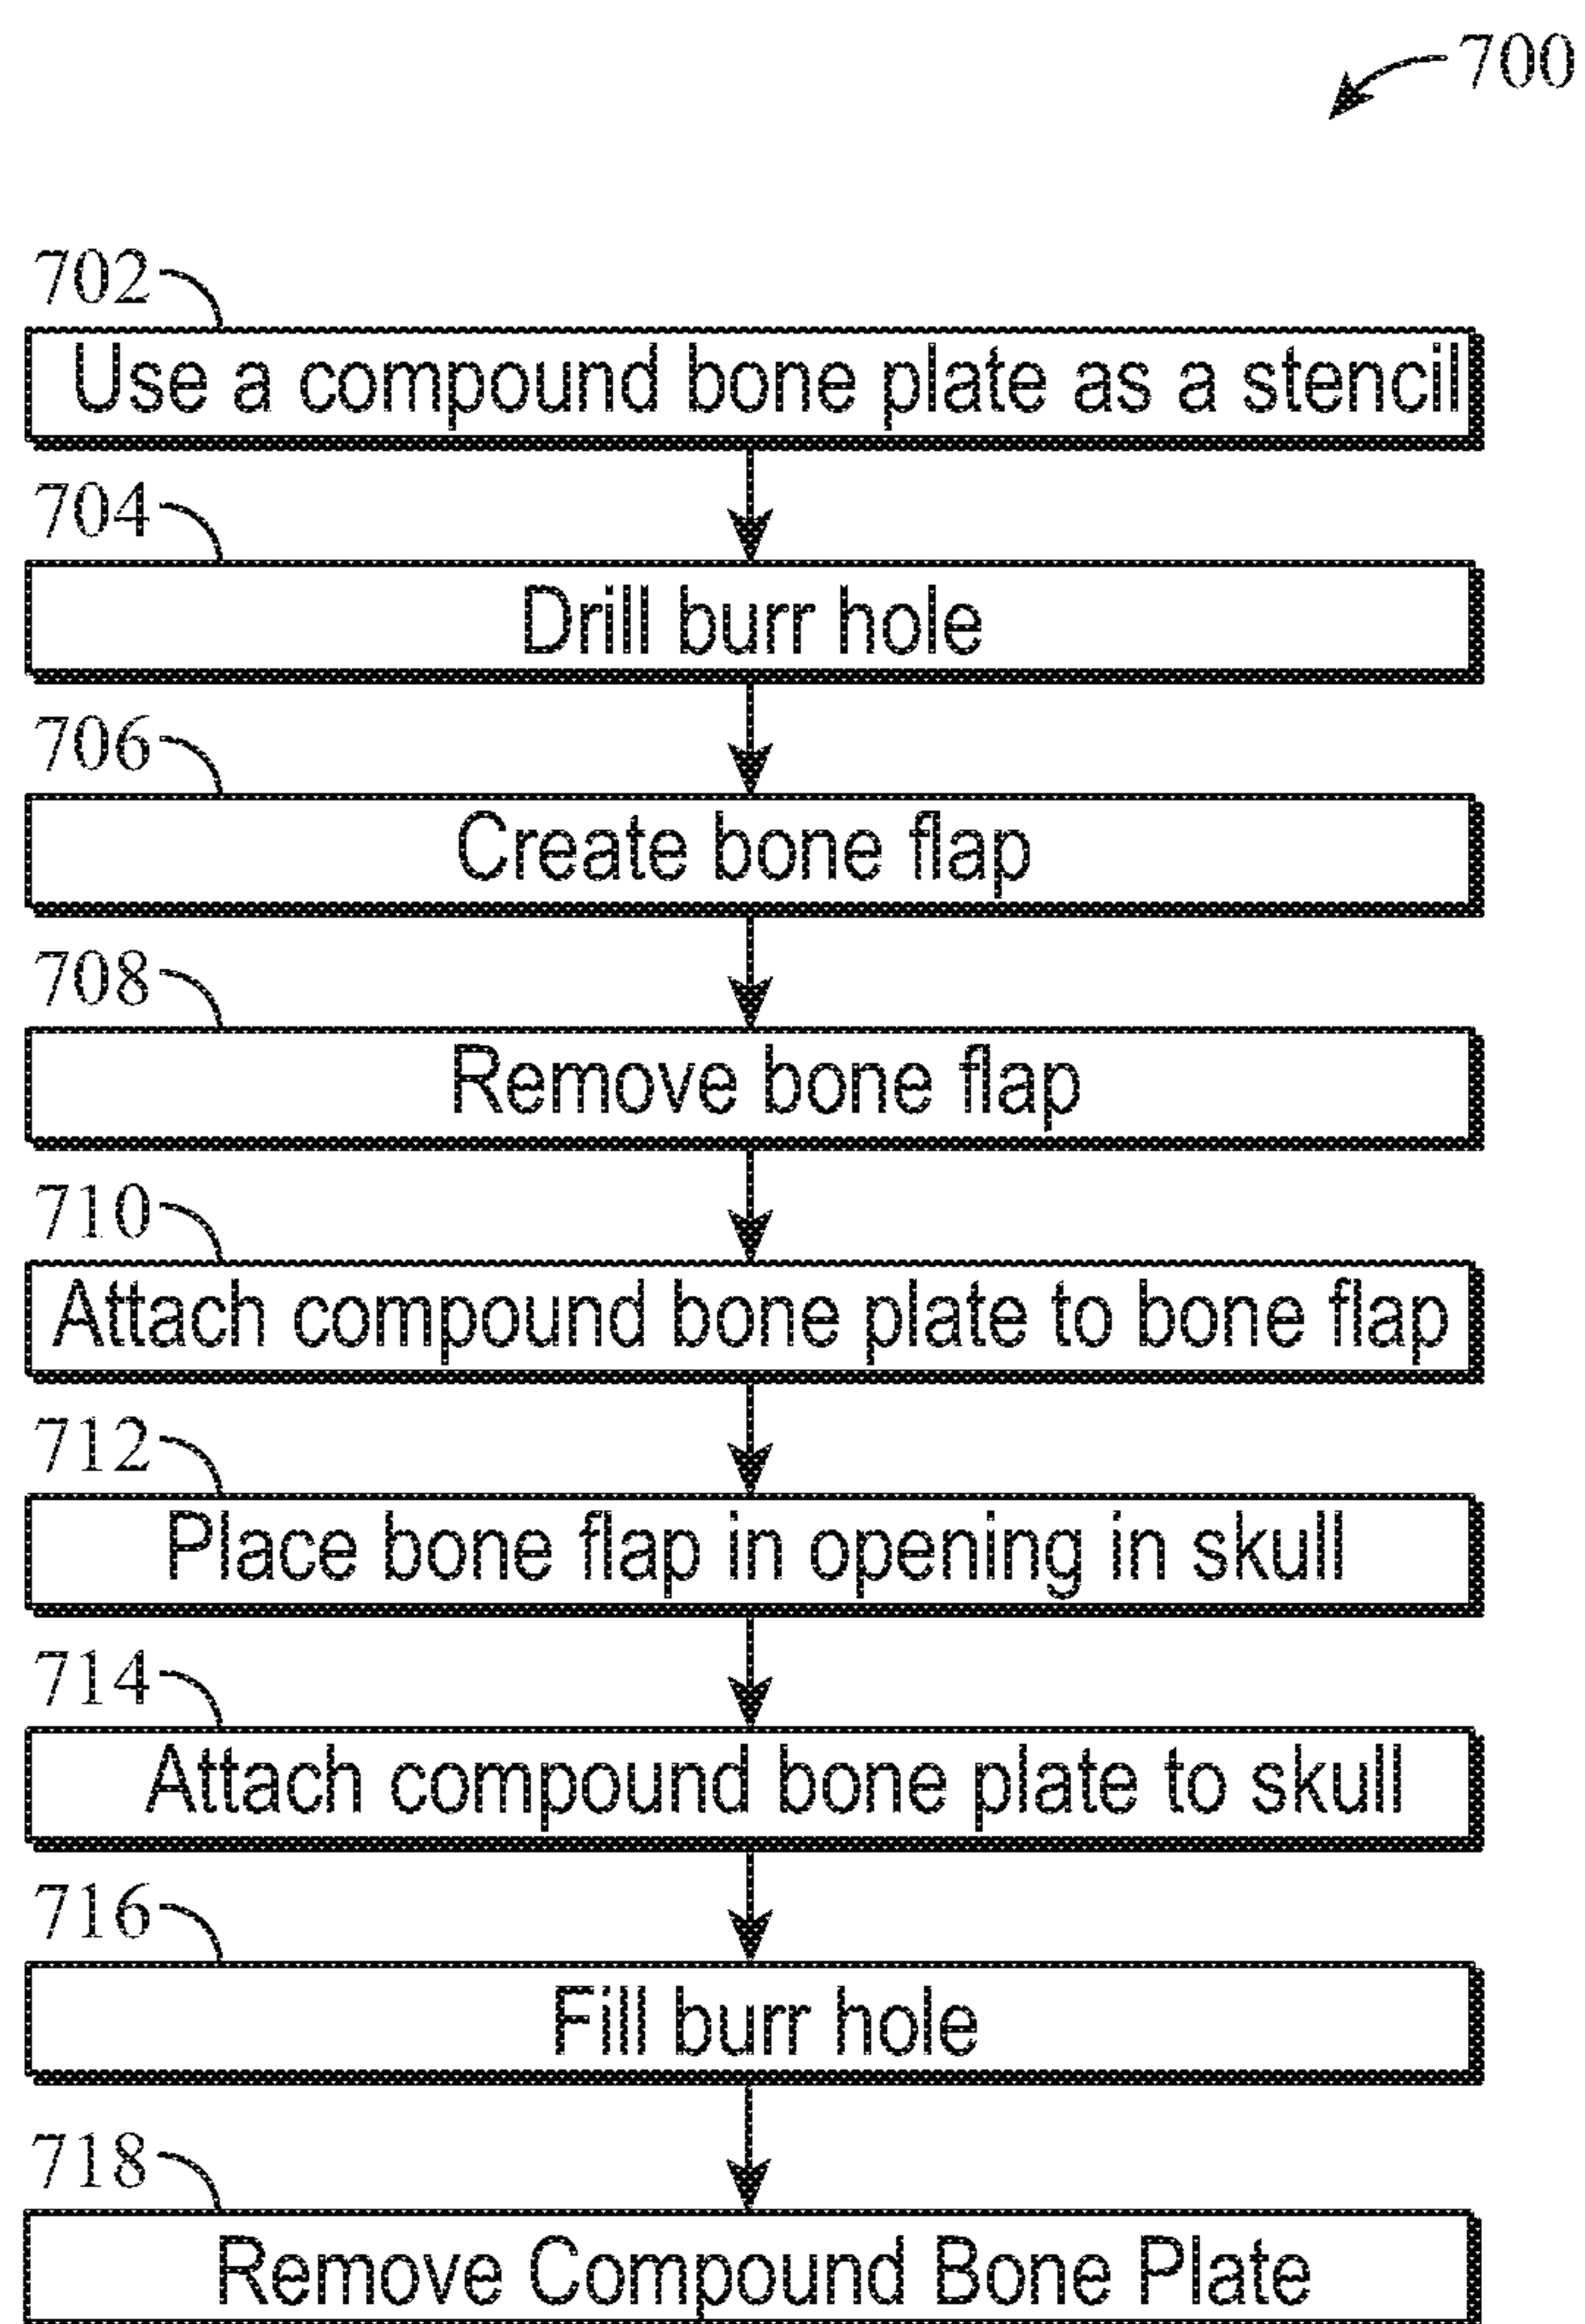 700
702
Use a compound bone plate as a stencil
704
Drill burr hole
706
Create bone flap
708
Remove bone flap
710
Attach compound bone plate to bone flap
712
Place bone flap in opening in skull
714
Attach compound bone plate to skull
716
Fill burr hole
718
Remove Compound Bone Plate